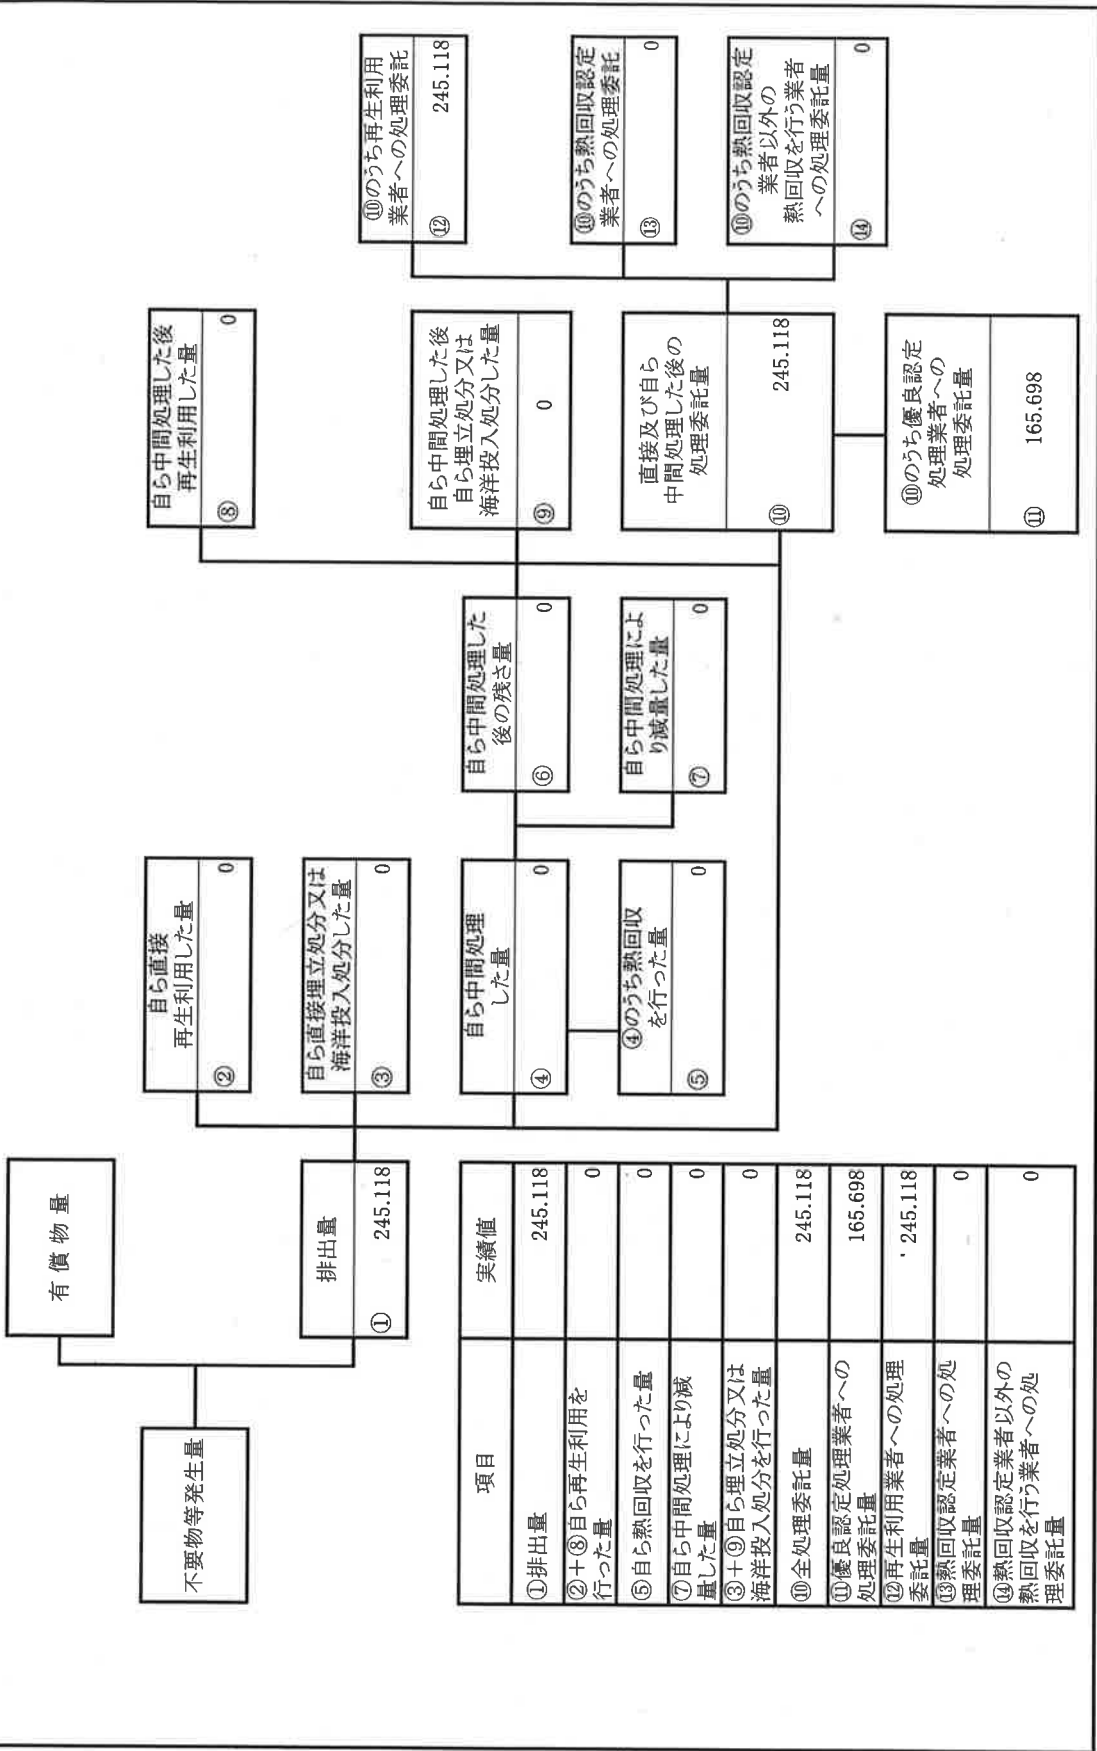 不要物等発生量
有償物量
排出量
① 245.118
自ら直接
再生利用した量
② 0
自ら直接埋立処分又は
海洋投入処分した量
③ 0
自ら中間処理
した量
④ 0
④のうち熱回収
を行った量
⑤ 0
自ら中間処理した
後の残さ量
⑥ 0
自ら中間処理によ
り減量した量
⑦ 0
自ら中間処理した後
再生利用した量
⑧ 0
自ら中間処理した後
自ら埋立処分又は
海洋投入処分した量
⑨ 0
直接及び自ら
中間処理した後の
処理委託量
⑩ 245.118
⑩のうち優良認定
処理業者への
処理委託量
⑪ 165.698
⑩のうち再生利用
業者への処理委託
⑫ 245.118
⑩のうち熱回収認定
業者への処理委託
⑬ 0
⑩のうち熱回収認定
業者以外の
熱回収を行う業者
への処理委託量
⑭ 0
項目 実績値
①排出量 245.118
②+⑧自ら再生利用を
行った量 0
⑤自ら熱回収を行った量 0
⑦自ら中間処理により減
量した量 0
③+⑨自ら埋立処分又は
海洋投入処分を行った量 0
⑩全処理委託量 245.118
⑪優良認定処理業者への
処理委託量 165.698
⑫再生利用業者への処理
委託量 245.118
⑬熱回収認定業者への処
理委託量 0
⑭熱回収認定業者以外の
熱回収を行う業者への処
理委託量 0